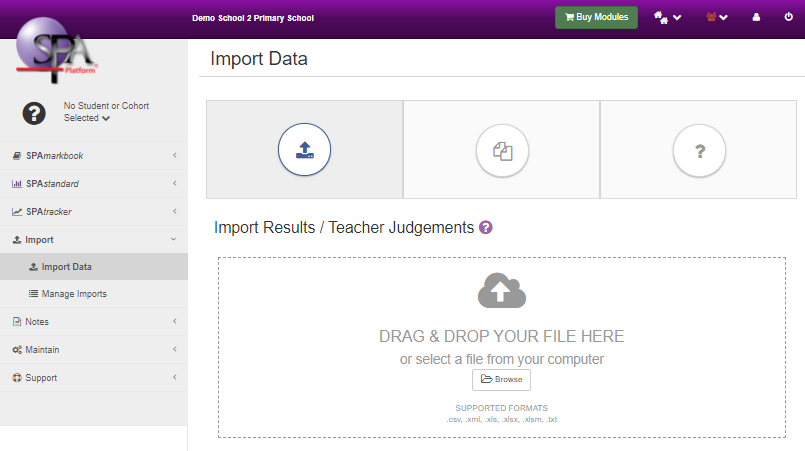 Demo School 2 Primary School
Buy Modules
SPA
Platform
No Student or Cohort
Selected
SPAmarkbook
SPAstandard
SPAtracker
Import
Import Data
Manage Imports
Notes
Maintain
Support
Import Data
?
Import Results / Teacher Judgements ?
DRAG & DROP YOUR FILE HERE
or select a file from your computer
Browse
SUPPORTED FORMATS
.csv, .xml, .xls, .xlsx, .xlsm, .txt